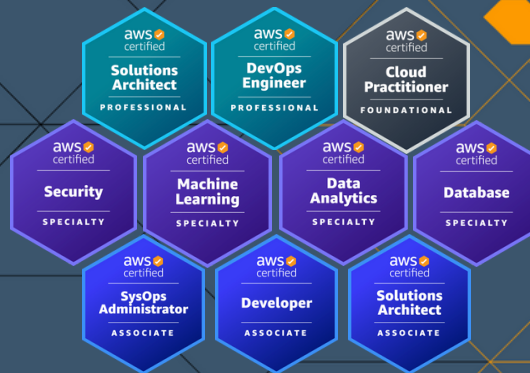 aws
certified
Solutions
Architect
PROFESSIONAL
aws
certified
DevOps
Engineer
PROFESSIONAL
aws
certified
Cloud
Practitioner
FOUNDATIONAL
aws
certified
Security
SPECIALTY
aws
certified
Machine
Learning
SPECIALTY
aws
certified
Data
Analytics
SPECIALTY
aws
certified
Database
SPECIALTY
aws
certified
SysOps
Administrator
ASSOCIATE
aws
certified
Developer
ASSOCIATE
aws
certified
Solutions
Architect
ASSOCIATE